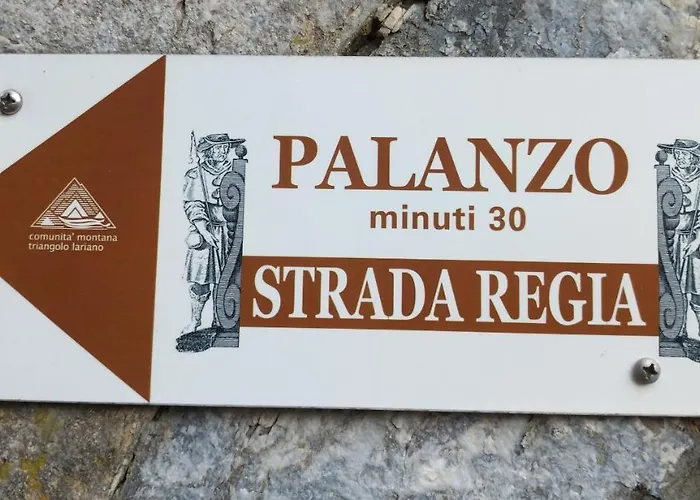 comunita' montana
triangolo lariano
PALANZO
minuti 30
STRADA REGIA